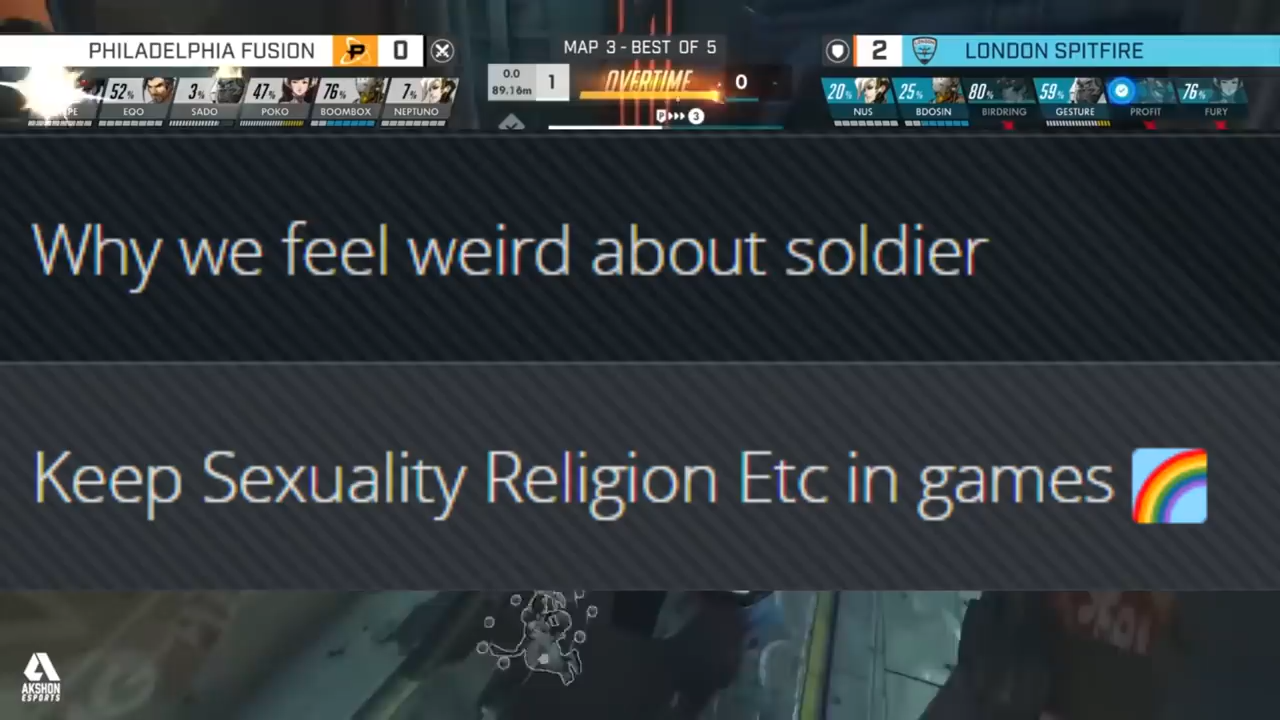 PHILADELPHIA FUSION 0
MAP 3 - BEST OF 5
2 LONDON SPITFIRE
0.0
89.16m
1
OVERTIME
0
52% 3% 47% 76% 7%
EQO SADO POKO BOOMBOX NEPTUNO
P 3
20% 25% 80% 59% 76%
NUS BDOSIN BIRDRING GESTURE PROFIT FURY
Why we feel weird about soldier
Keep Sexuality Religion Etc in games 🌈
AKSHON
ESPORTS